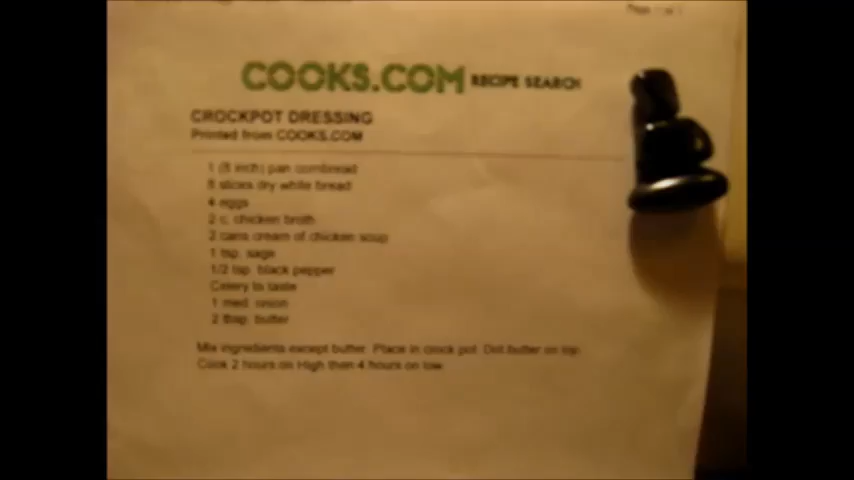 COOKS.COM RECIPE SEARCH
CROCKPOT DRESSING
Printed from COOKS.COM
1 (8 inch) pan cornbread
8 slices dry white bread
4 eggs
2 c. chicken broth
2 cans cream of chicken soup
1 tsp. sage
1/2 tsp. black pepper
Celery to taste
1 med. onion
2 tbsp. butter
Mix ingredients except butter. Place in crock pot. Dot butter on top.
Cook 2 hours on High then 4 hours on low.